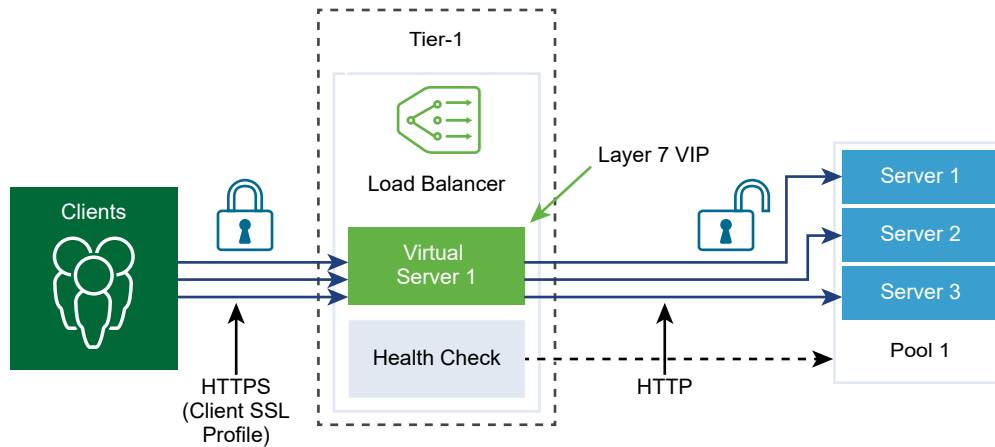 Tier-1
Load Balancer
Layer 7 VIP
Clients
Virtual
Server 1
Server 1
Server 2
Server 3
Pool 1
Health Check
HTTPS
(Client SSL
Profile)
HTTP